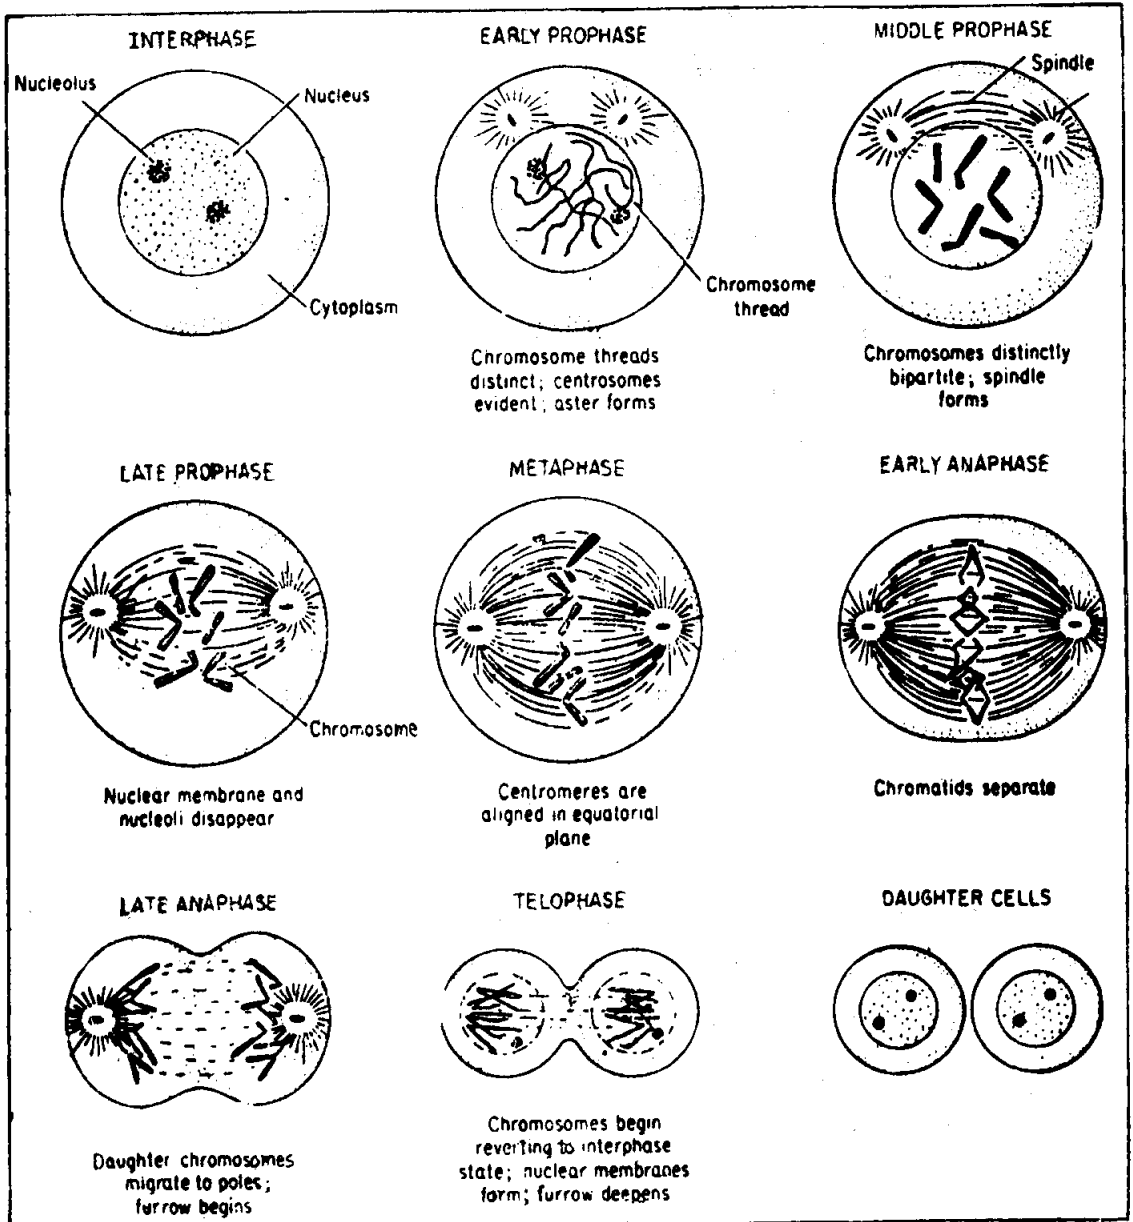 INTERPHASE
Nucleolus
Nucleus
Cytoplasm
EARLY PROPHASE
Chromosome
thread
Chromosome threads
distinct; centrosomes
evident; aster forms
MIDDLE PROPHASE
Spindle
Chromosomes distinctly
bipartite; spindle
forms
LATE PROPHASE
Chromosome
Nuclear membrane and
nucleoli disappear
METAPHASE
Centromeres are
aligned in equatorial
plane
EARLY ANAPHASE
Chromatids separate
LATE ANAPHASE
Daughter chromosomes
migrate to poles;
furrow begins
TELOPHASE
Chromosomes begin
reverting to interphase
state; nuclear membranes
form; furrow deepens
DAUGHTER CELLS